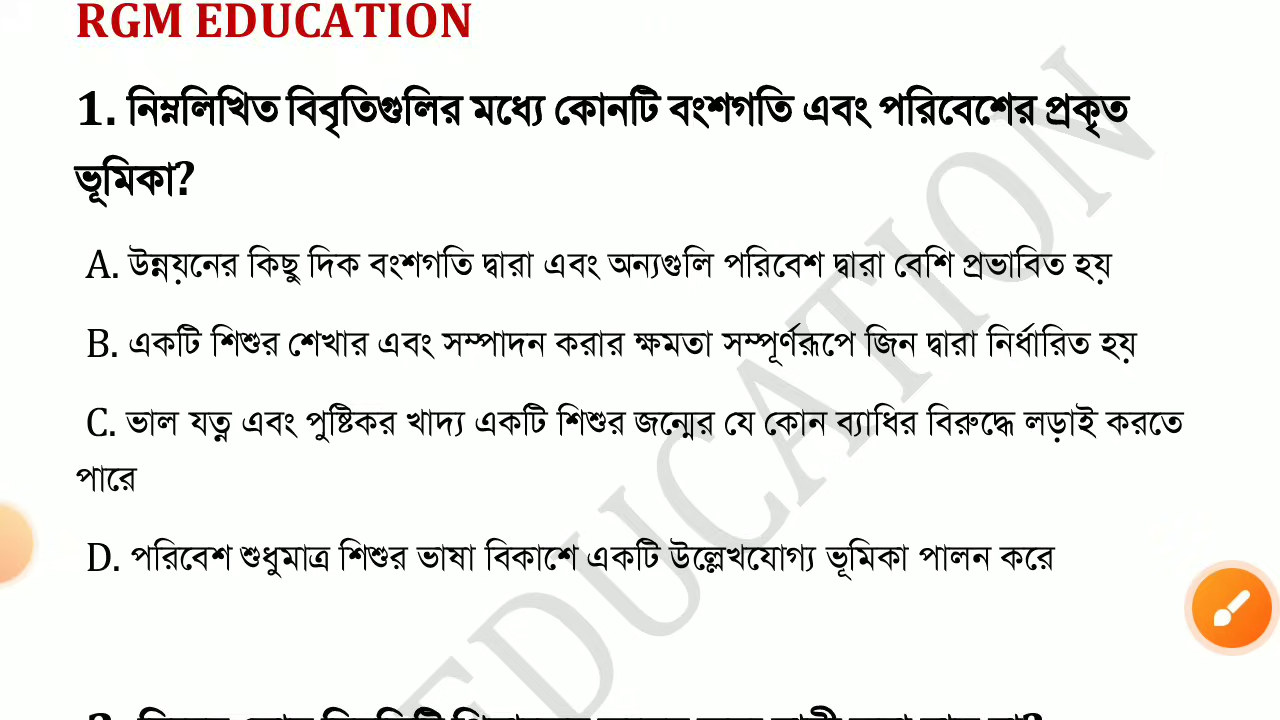 RGM EDUCATION
1. নিম্নলিখিত বিবৃতিগুলির মধ্যে কোনটি বংশগতি এবং পরিবেশের প্রকৃত
ভূমিকা?
A. উন্নয়নের কিছু দিক বংশগতি দ্বারা এবং অন্যগুলি পরিবেশ দ্বারা বেশি প্রভাবিত হয়
B. একটি শিশুর শেখার এবং সম্পাদন করার ক্ষমতা সম্পূর্ণরূপে জিন দ্বারা নির্ধারিত হয়
C. ভাল যত্ন এবং পুষ্টিকর খাদ্য একটি শিশুর জন্মের যে কোন ব্যাধির বিরুদ্ধে লড়াই করতে
পারে
D. পরিবেশ শুধুমাত্র শিশুর ভাষা বিকাশে একটি উল্লেখযোগ্য ভূমিকা পালন করে
EDUCATION